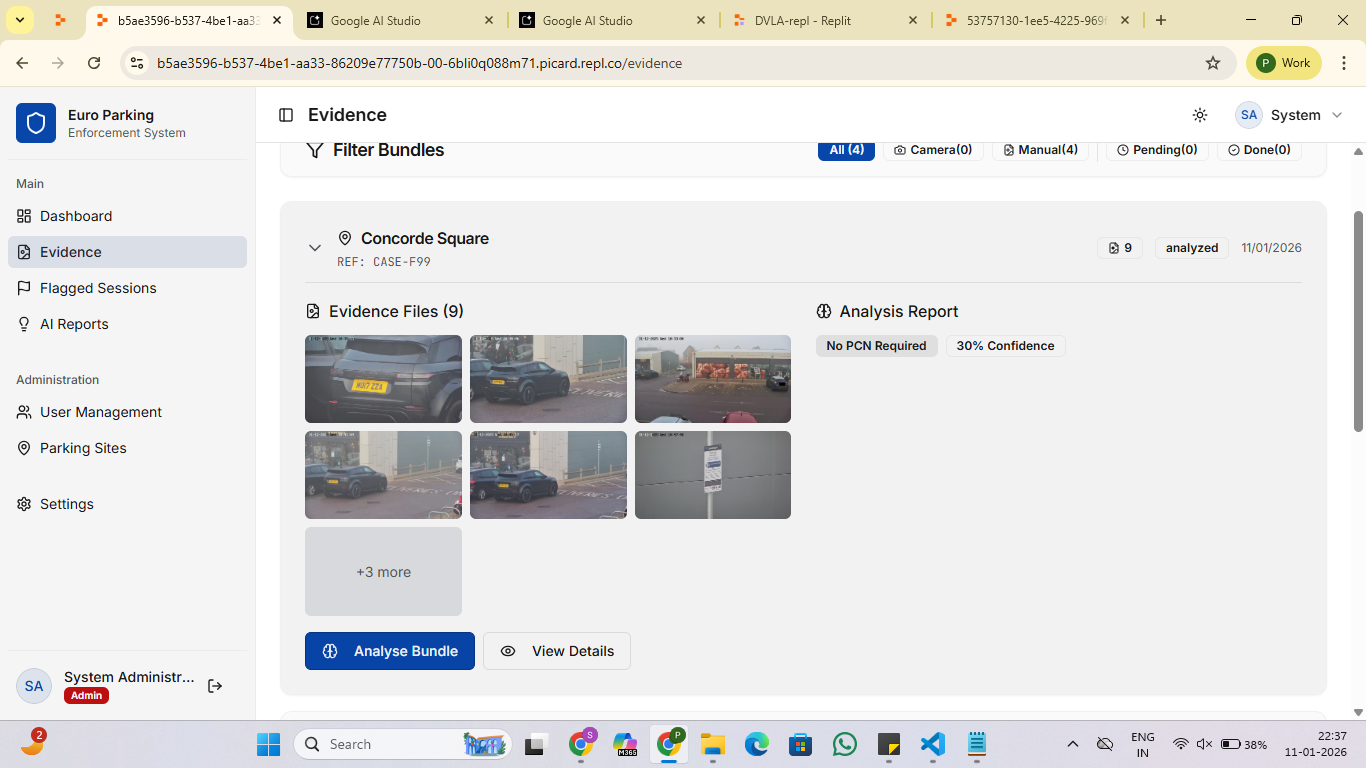 b5ae3596-b537-4be1-aa33
Google AI Studio
Google AI Studio
DVLA-repl - Replit
53757130-1ee5-4225-969f
b5ae3596-b537-4be1-aa33-86209e77750b-00-6bli0q088m71.picard.repl.co/evidence
P Work
Euro Parking
Enforcement System
Evidence
SA System
Main
Dashboard
Evidence
Flagged Sessions
AI Reports
Administration
User Management
Parking Sites
Settings
SA
System Administr...
Admin
Filter Bundles
All (4)
Camera(0)
Manual(4)
Pending(0)
Done(0)
Concorde Square
REF: CASE-F99
9
analyzed
11/01/2026
Evidence Files (9)
Analysis Report
No PCN Required
30% Confidence
+3 more
Analyse Bundle
View Details
2
Search
S
M365
P
ENG
IN
38%
22:37
11-01-2026